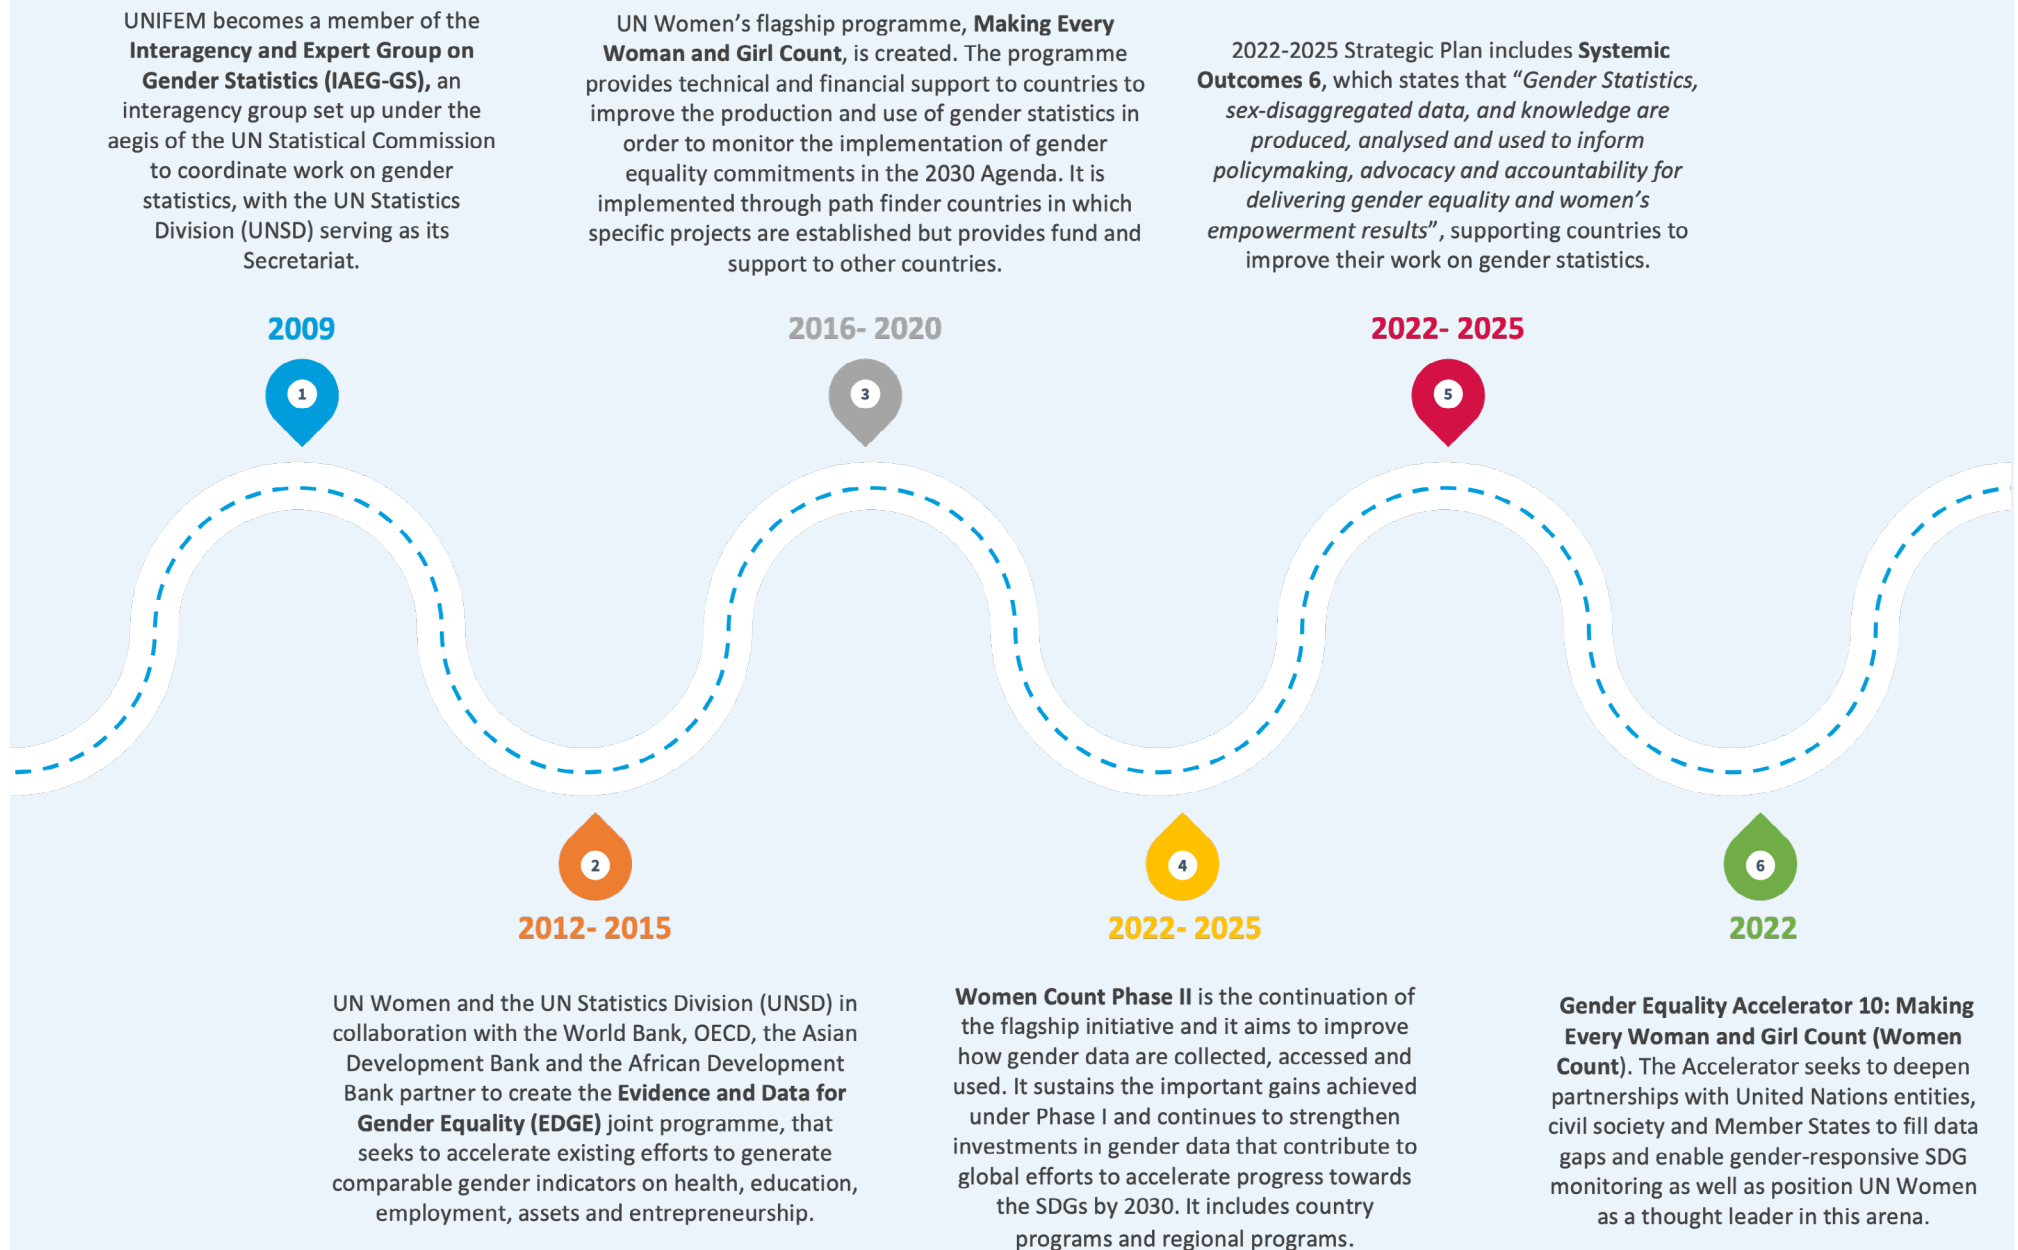 UNIFEM becomes a member of the
Interagency and Expert Group on
Gender Statistics (IAEG-GS), an
interagency group set up under the
aegis of the UN Statistical Commission
to coordinate work on gender
statistics, with the UN Statistics
Division (UNSD) serving as its
Secretariat.
2009
1
UN Women and the UN Statistics Division (UNSD) in
collaboration with the World Bank, OECD, the Asian
Development Bank and the African Development
Bank partner to create the Evidence and Data for
Gender Equality (EDGE) joint programme, that
seeks to accelerate existing efforts to generate
comparable gender indicators on health, education,
employment, assets and entrepreneurship.
2012- 2015
2
UN Women’s flagship programme, Making Every
Woman and Girl Count, is created. The programme
provides technical and financial support to countries to
improve the production and use of gender statistics in
order to monitor the implementation of gender
equality commitments in the 2030 Agenda. It is
implemented through path finder countries in which
specific projects are established but provides fund and
support to other countries.
2016- 2020
3
2022- 2025
4
Women Count Phase II is the continuation of
the flagship initiative and it aims to improve
how gender data are collected, accessed and
used. It sustains the important gains achieved
under Phase I and continues to strengthen
investments in gender data that contribute to
global efforts to accelerate progress towards
the SDGs by 2030. It includes country
programs and regional programs.
2022-2025 Strategic Plan includes Systemic
Outcomes 6, which states that “Gender Statistics,
sex-disaggregated data, and knowledge are
produced, analysed and used to inform
policymaking, advocacy and accountability for
delivering gender equality and women’s
empowerment results”, supporting countries to
improve their work on gender statistics.
2022- 2025
5
6
2022
Gender Equality Accelerator 10: Making
Every Woman and Girl Count (Women
Count). The Accelerator seeks to deepen
partnerships with United Nations entities,
civil society and Member States to fill data
gaps and enable gender-responsive SDG
monitoring as well as position UN Women
as a thought leader in this arena.